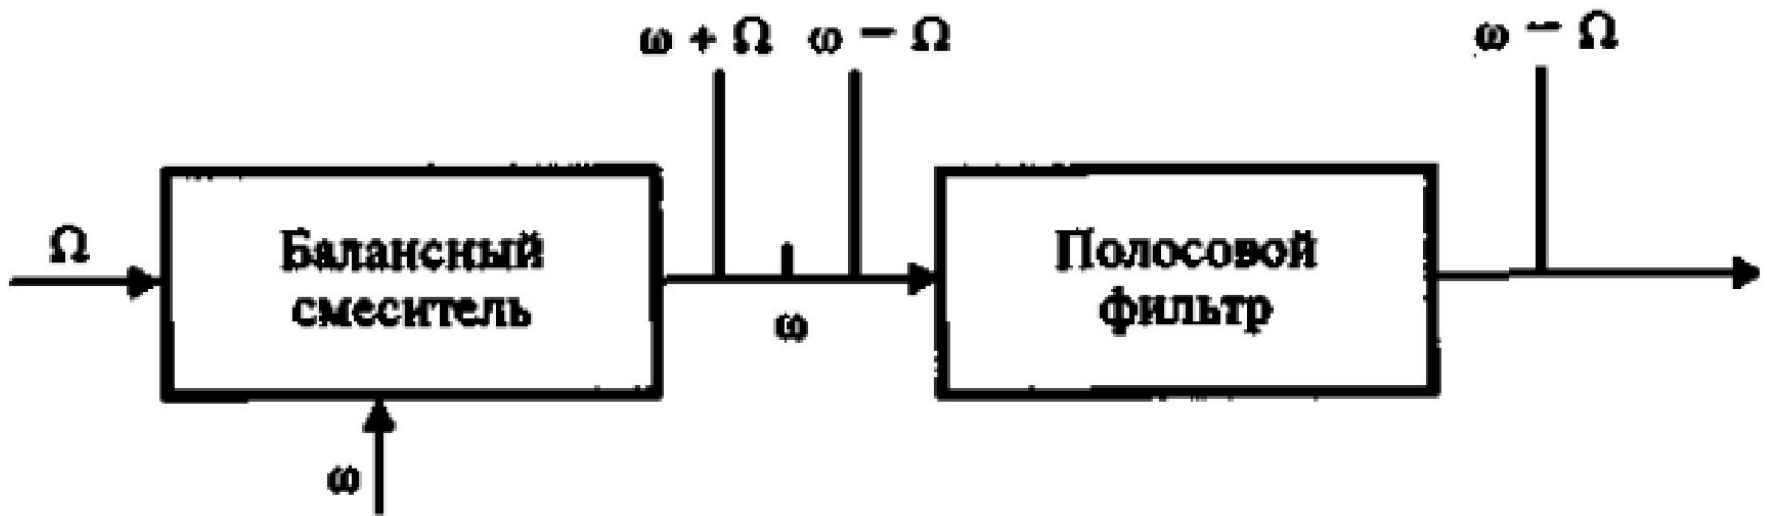 ω + Ω ω − Ω
ω − Ω
Ω
Балансный
смеситель
ω
Полосовой
фильтр
ω